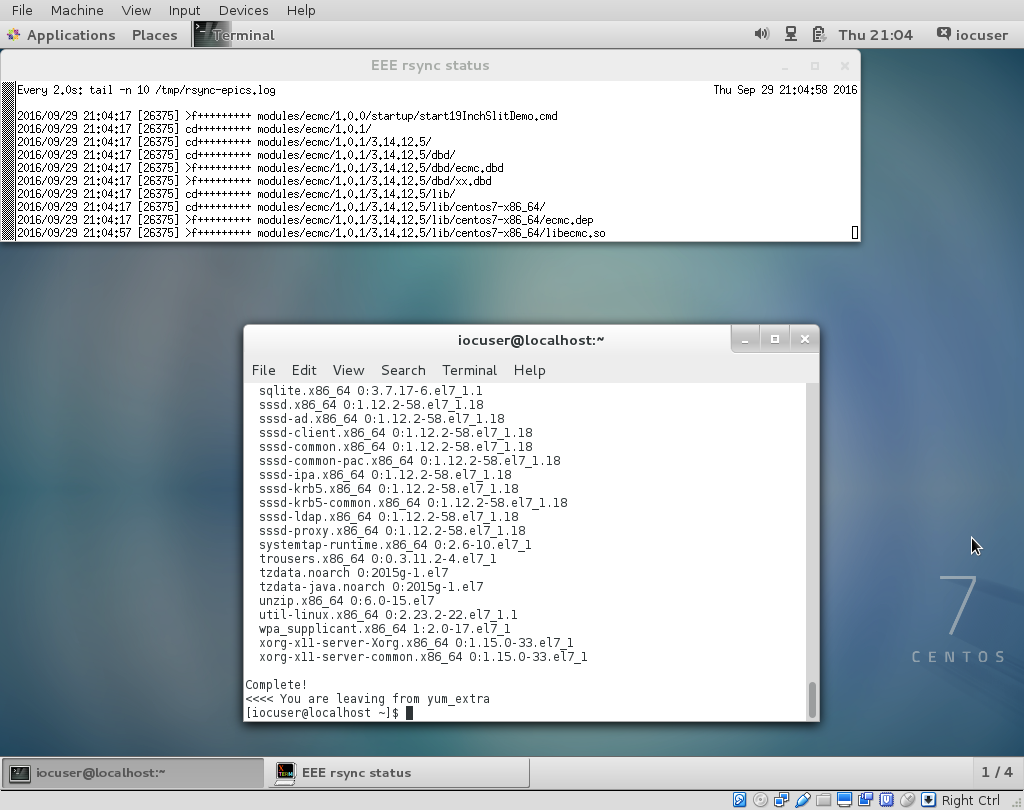 File Machine View Input Devices Help
Applications Places Terminal Thu 21:04 iocuser
EEE rsync status
Every 2.0s: tail -n 10 /tmp/rsync-epics.log Thu Sep 29 21:04:58 2016
2016/09/29 21:04:17 [26375] >f+++++++++ modules/ecmc/1.0.0/startup/start19InchSlitDemo.cmd
2016/09/29 21:04:17 [26375] cd+++++++++ modules/ecmc/1.0.1/
2016/09/29 21:04:17 [26375] cd+++++++++ modules/ecmc/1.0.1/3.14.12.5/
2016/09/29 21:04:17 [26375] cd+++++++++ modules/ecmc/1.0.1/3.14.12.5/dbd/
2016/09/29 21:04:17 [26375] >f+++++++++ modules/ecmc/1.0.1/3.14.12.5/dbd/ecmc.dbd
2016/09/29 21:04:17 [26375] >f+++++++++ modules/ecmc/1.0.1/3.14.12.5/dbd/xx.dbd
2016/09/29 21:04:17 [26375] cd+++++++++ modules/ecmc/1.0.1/3.14.12.5/lib/
2016/09/29 21:04:17 [26375] cd+++++++++ modules/ecmc/1.0.1/3.14.12.5/lib/centos7-x86_64/
2016/09/29 21:04:17 [26375] >f+++++++++ modules/ecmc/1.0.1/3.14.12.5/lib/centos7-x86_64/ecmc.dep
2016/09/29 21:04:57 [26375] >f+++++++++ modules/ecmc/1.0.1/3.14.12.5/lib/centos7-x86_64/libecmc.so
iocuser@localhost:~
File Edit View Search Terminal Help
sqlite.x86_64 0:3.7.17-6.el7_1.1
sssd.x86_64 0:1.12.2-58.el7_1.18
sssd-ad.x86_64 0:1.12.2-58.el7_1.18
sssd-client.x86_64 0:1.12.2-58.el7_1.18
sssd-common.x86_64 0:1.12.2-58.el7_1.18
sssd-common-pac.x86_64 0:1.12.2-58.el7_1.18
sssd-ipa.x86_64 0:1.12.2-58.el7_1.18
sssd-krb5.x86_64 0:1.12.2-58.el7_1.18
sssd-krb5-common.x86_64 0:1.12.2-58.el7_1.18
sssd-ldap.x86_64 0:1.12.2-58.el7_1.18
sssd-proxy.x86_64 0:1.12.2-58.el7_1.18
systemtap-runtime.x86_64 0:2.6-10.el7_1
trousers.x86_64 0:0.3.11.2-4.el7_1
tzdata.noarch 0:2015g-1.el7
tzdata-java.noarch 0:2015g-1.el7
unzip.x86_64 0:6.0-15.el7
util-linux.x86_64 0:2.23.2-22.el7_1.1
wpa_supplicant.x86_64 1:2.0-17.el7_1
xorg-x11-server-Xorg.x86_64 0:1.15.0-33.el7_1
xorg-x11-server-common.x86_64 0:1.15.0-33.el7_1
Complete!
<<<< You are leaving from yum_extra
[iocuser@localhost ~]$
7
CENTOS
iocuser@localhost:~ EEE rsync status 1 / 4
Right Ctrl